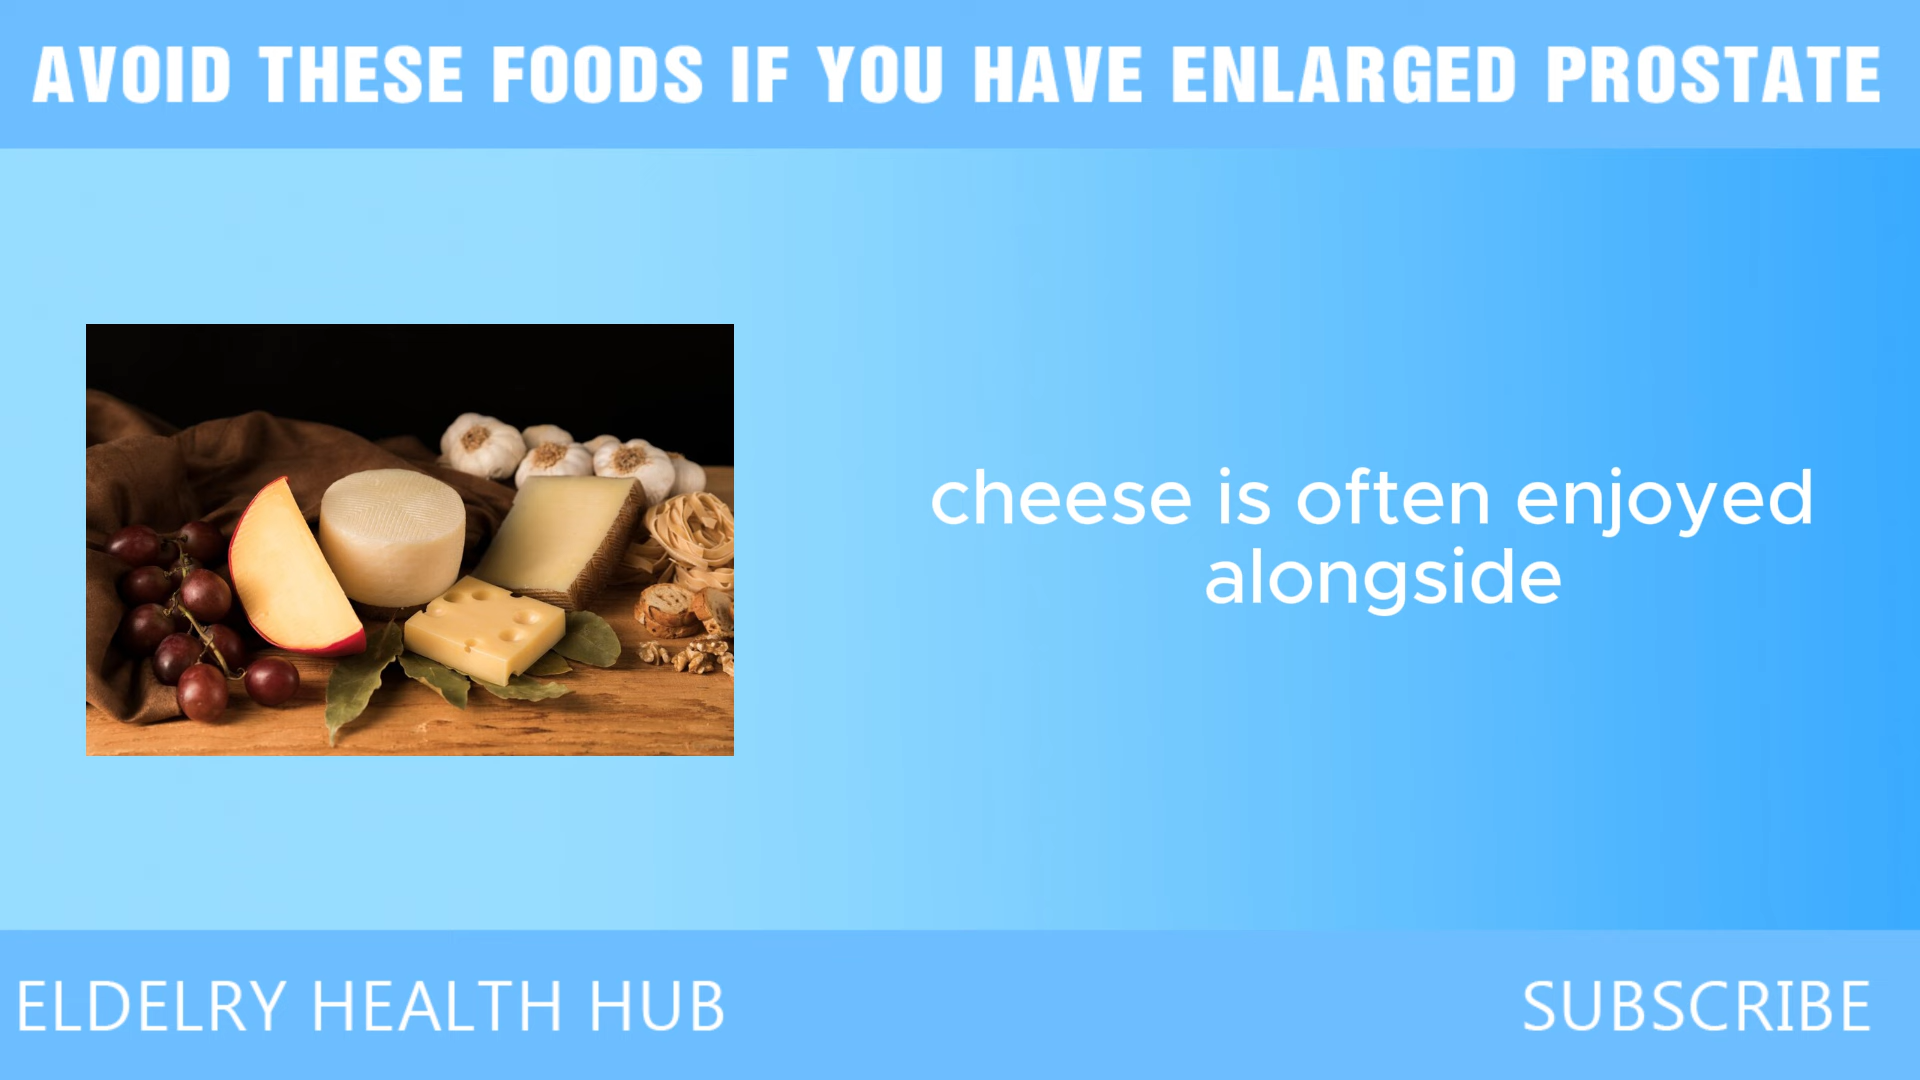 AVOID THESE FOODS IF YOU HAVE ENLARGED PROSTATE
cheese is often enjoyed
alongside
ELDELRY HEALTH HUB
SUBSCRIBE